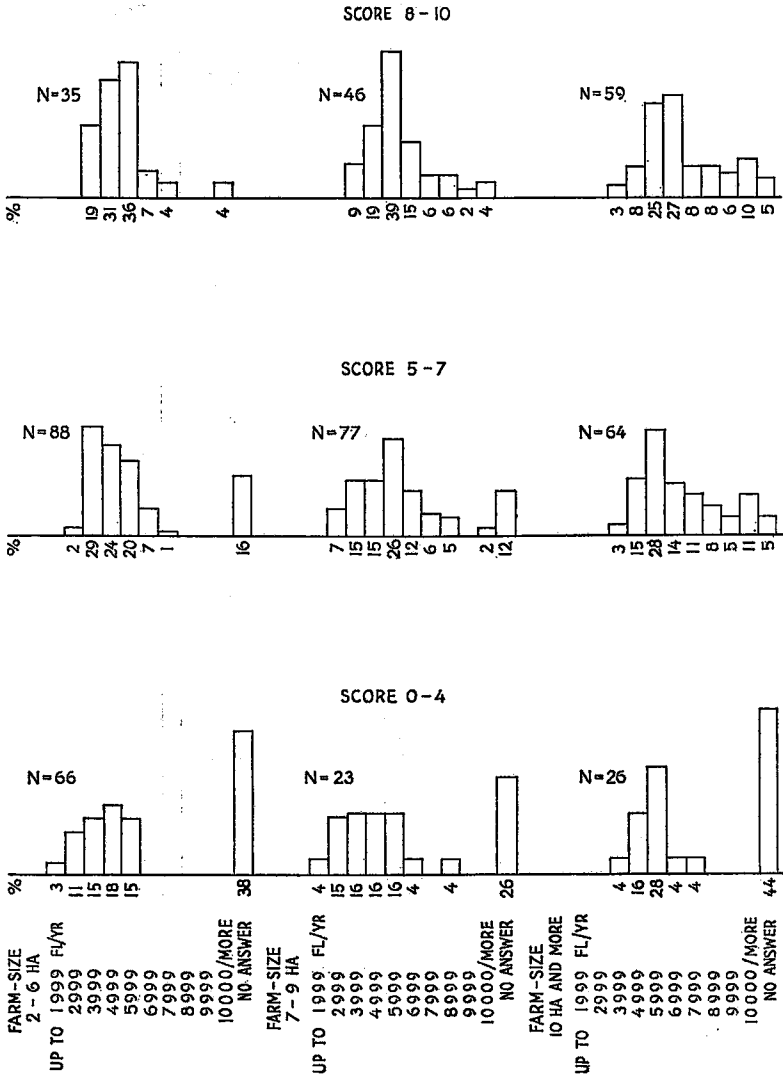 SCORE 8-10
N=35
N=46
N=59
%
19 31 36 7 4 4
9 19 39 15 6 6 2 4
3 8 25 27 8 8 6 10 5
SCORE 5-7
N=88
N=77
N=64
%
2 29 24 20 7 1 16
7 15 15 26 12 6 5 2 12
3 15 28 14 11 8 5 11 5
SCORE 0-4
N=66
N=23
N=26
%
3 11 15 18 15 38
4 15 16 16 16 4 4 26
4 16 28 4 4 44
FARM-SIZE
2-6 HA
UP TO 1999 FL/YR
2999
3999
4999
5999
6999
7999
8999
9999
10000/MORE
NO ANSWER
FARM-SIZE
7-9 HA
UP TO 1999 FL/YR
2999
3999
4999
5999
6999
7999
8999
9999
10000/MORE
NO ANSWER
FARM-SIZE
10 HA AND MORE
UP TO 1999 FL/YR
2999
3999
4999
5999
6999
7999
8999
9999
10000/MORE
NO ANSWER